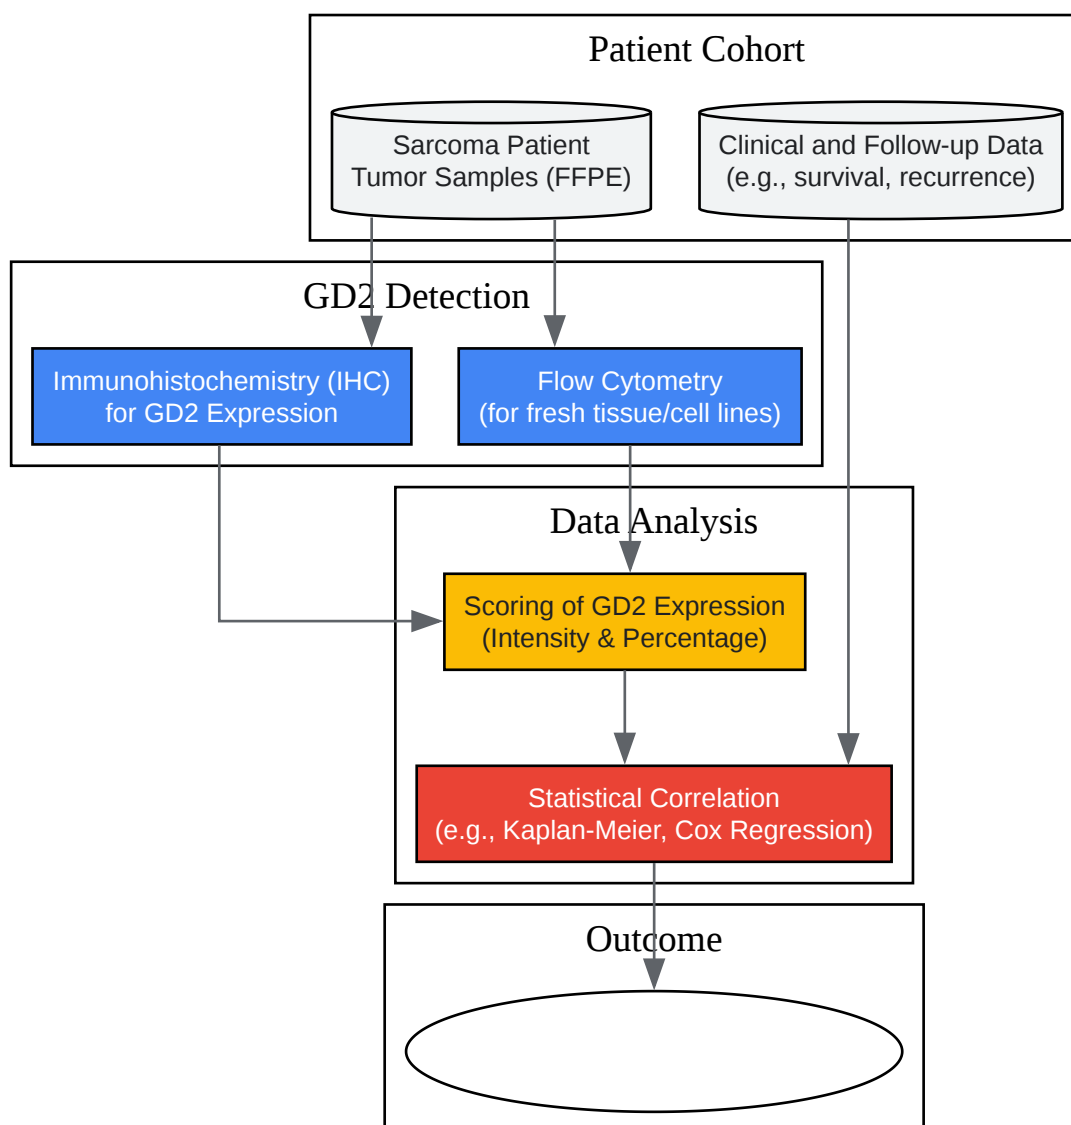 Patient Cohort
Sarcoma Patient
Tumor Samples (FFPE)
Clinical and Follow-up Data
(e.g., survival, recurrence)
GD2 Detection
Immunohistochemistry (IHC)
for GD2 Expression
Flow Cytometry
(for fresh tissue/cell lines)
Data Analysis
Scoring of GD2 Expression
(Intensity & Percentage)
Statistical Correlation
(e.g., Kaplan-Meier, Cox Regression)
Outcome